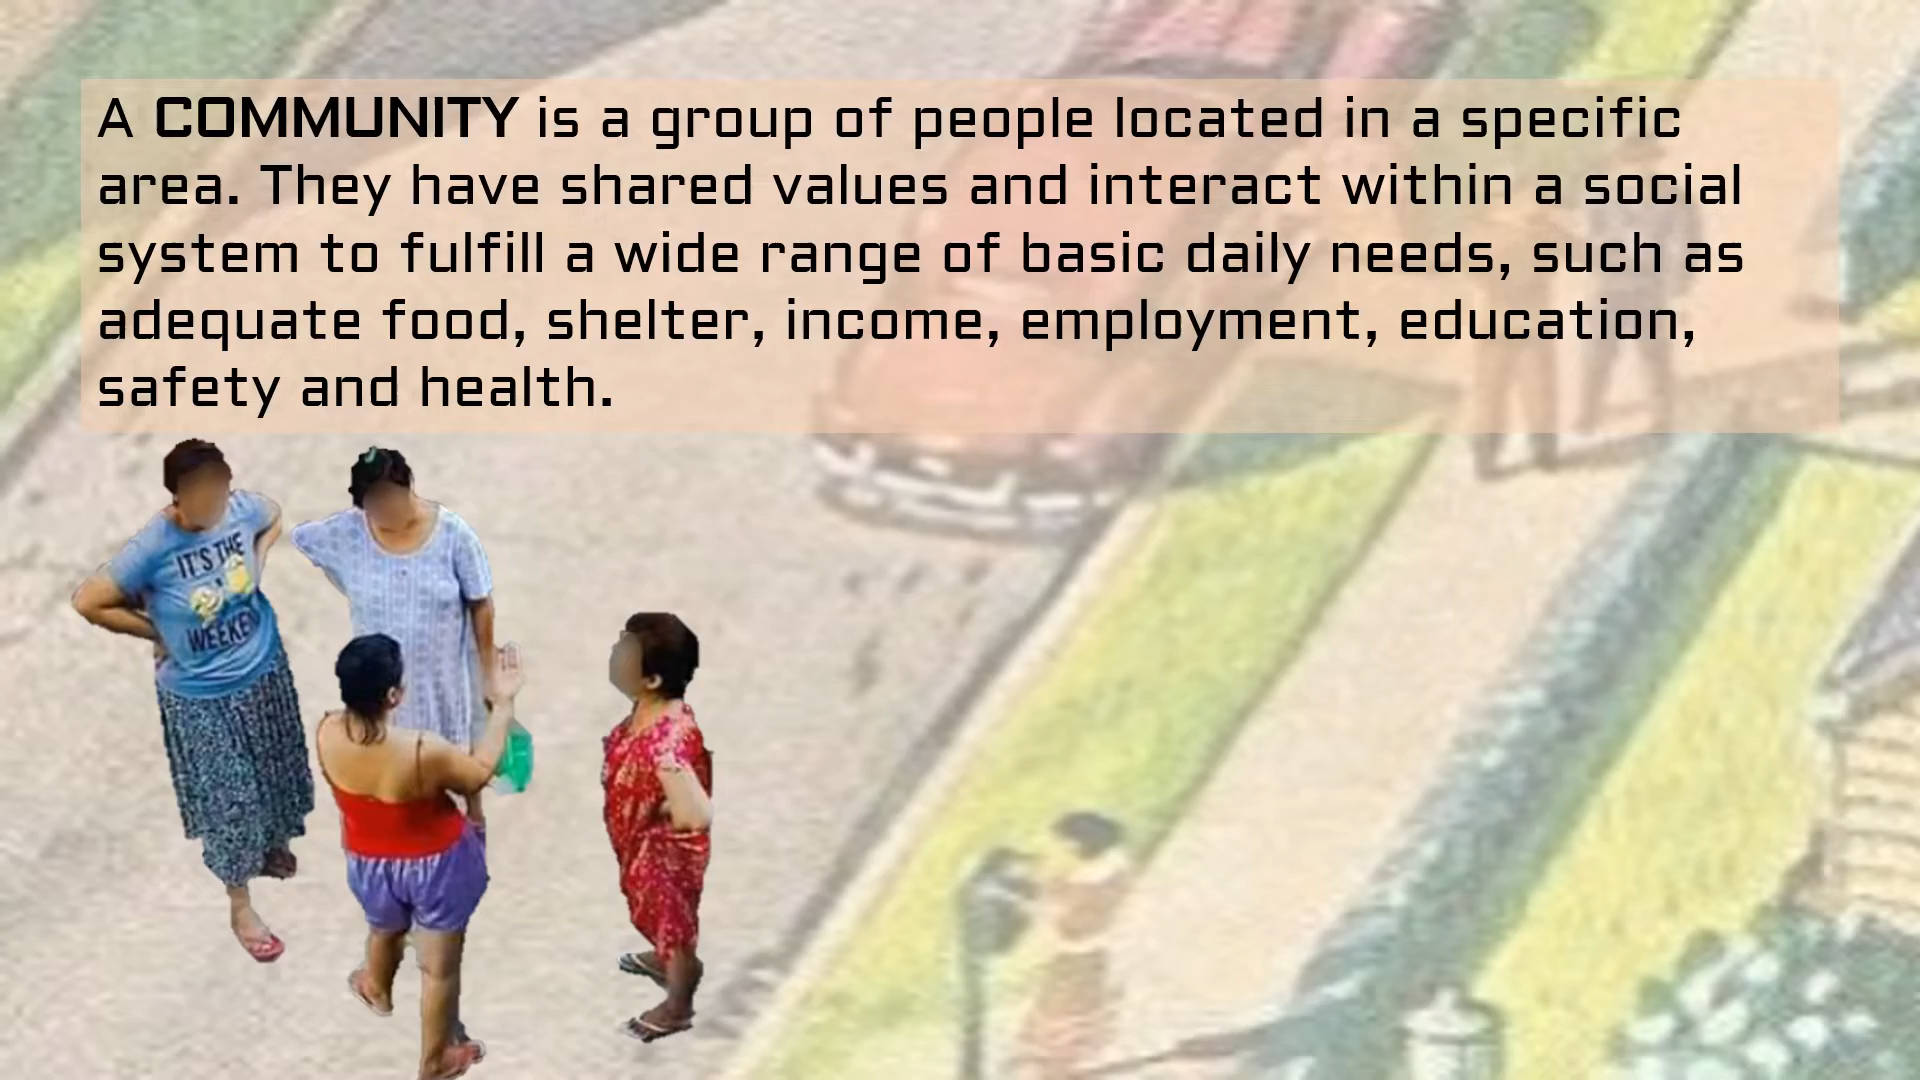 A COMMUNITY is a group of people located in a specific
area. They have shared values and interact within a social
system to fulfill a wide range of basic daily needs, such as
adequate food, shelter, income, employment, education,
safety and health.
IT'S THE
WEEKEN